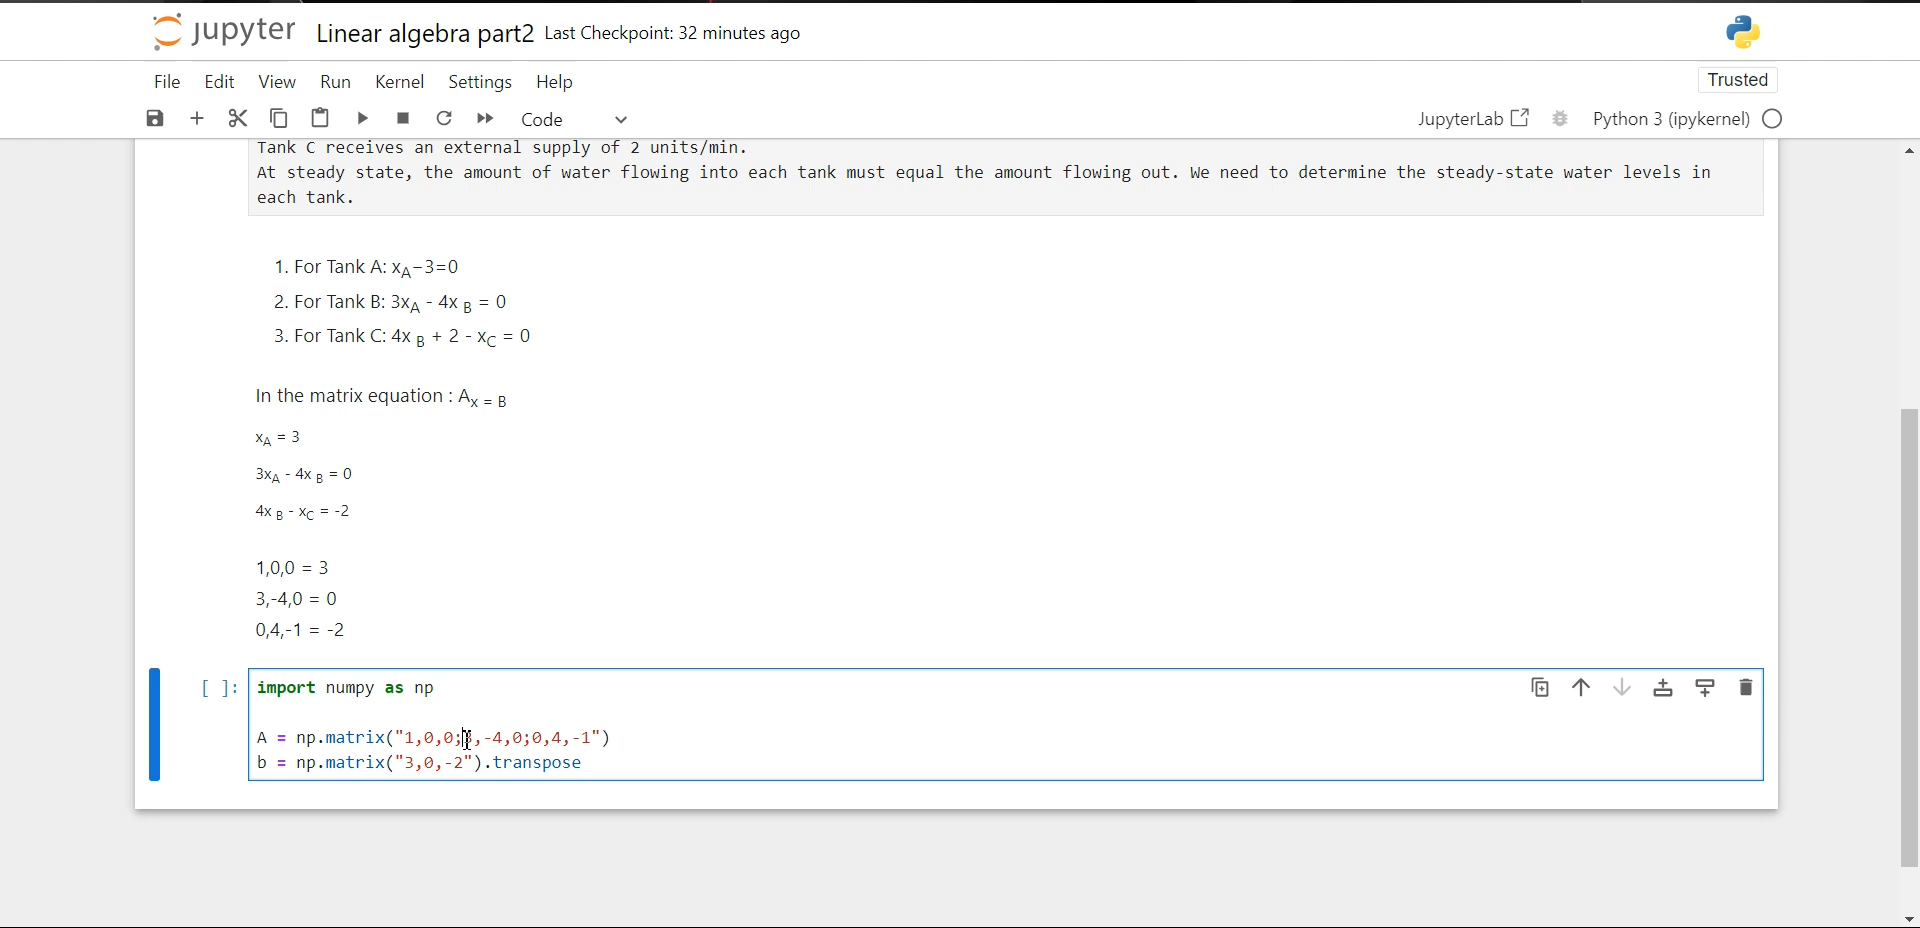 jupyter Linear algebra part2 Last Checkpoint: 32 minutes ago
File Edit View Run Kernel Settings Help Trusted
Code JupyterLab Python 3 (ipykernel)
Tank C receives an external supply of 2 units/min.
At steady state, the amount of water flowing into each tank must equal the amount flowing out. We need to determine the steady-state water levels in
each tank.
1. For Tank A: xA−3=0
2. For Tank B: 3xA - 4x B = 0
3. For Tank C: 4x B + 2 - xC = 0
In the matrix equation : Ax = B
xA = 3
3xA - 4x B = 0
4x B - xC = -2
1,0,0 = 3
3,-4,0 = 0
0,4,-1 = -2
[ ]: import numpy as np
A = np.matrix("1,0,0;3,-4,0;0,4,-1")
b = np.matrix("3,0,-2").transpose